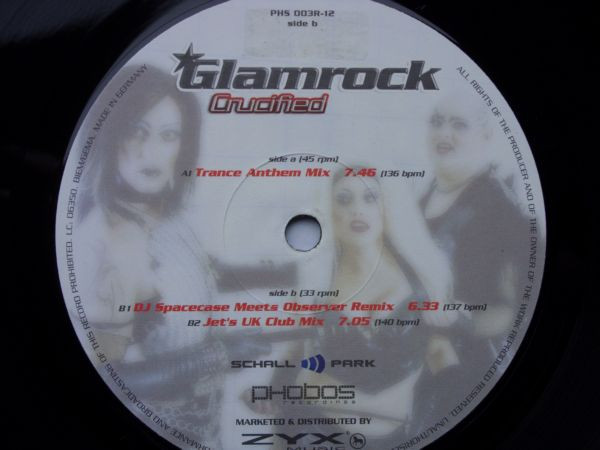 PHS 003R-12
side b
Glamrock
Crucified
side a (45 rpm)
A1 Trance Anthem Mix 7.46 (136 bpm)
side b (33 rpm)
B1 DJ Spacecase Meets Observer Remix 6.33 (137 bpm)
B2 Jet's UK Club Mix 7.05 (140 bpm)
SCHALL PARK
phobos
recordings
MARKETED & DISTRIBUTED BY
ZYX
MUSIC
ALL RIGHTS OF THE PRODUCER AND OF THE OWNER OF THE WORK REPRODUCED RESERVED. UNAUTHORISED
AND BROADCASTING OF THIS RECORD PROHIBITED. LC: 06350. BIEM/GEMA. MADE IN GERMANY